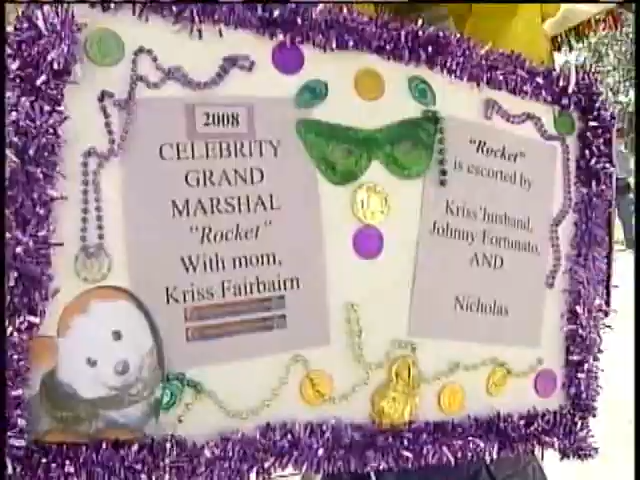 2008
CELEBRITY
GRAND
MARSHAL
"Rocket"
With mom,
Kriss Fairbairn
"Rocket"
is escorted by
Kriss' husband,
Johnny Fortunato,
AND
Nicholas